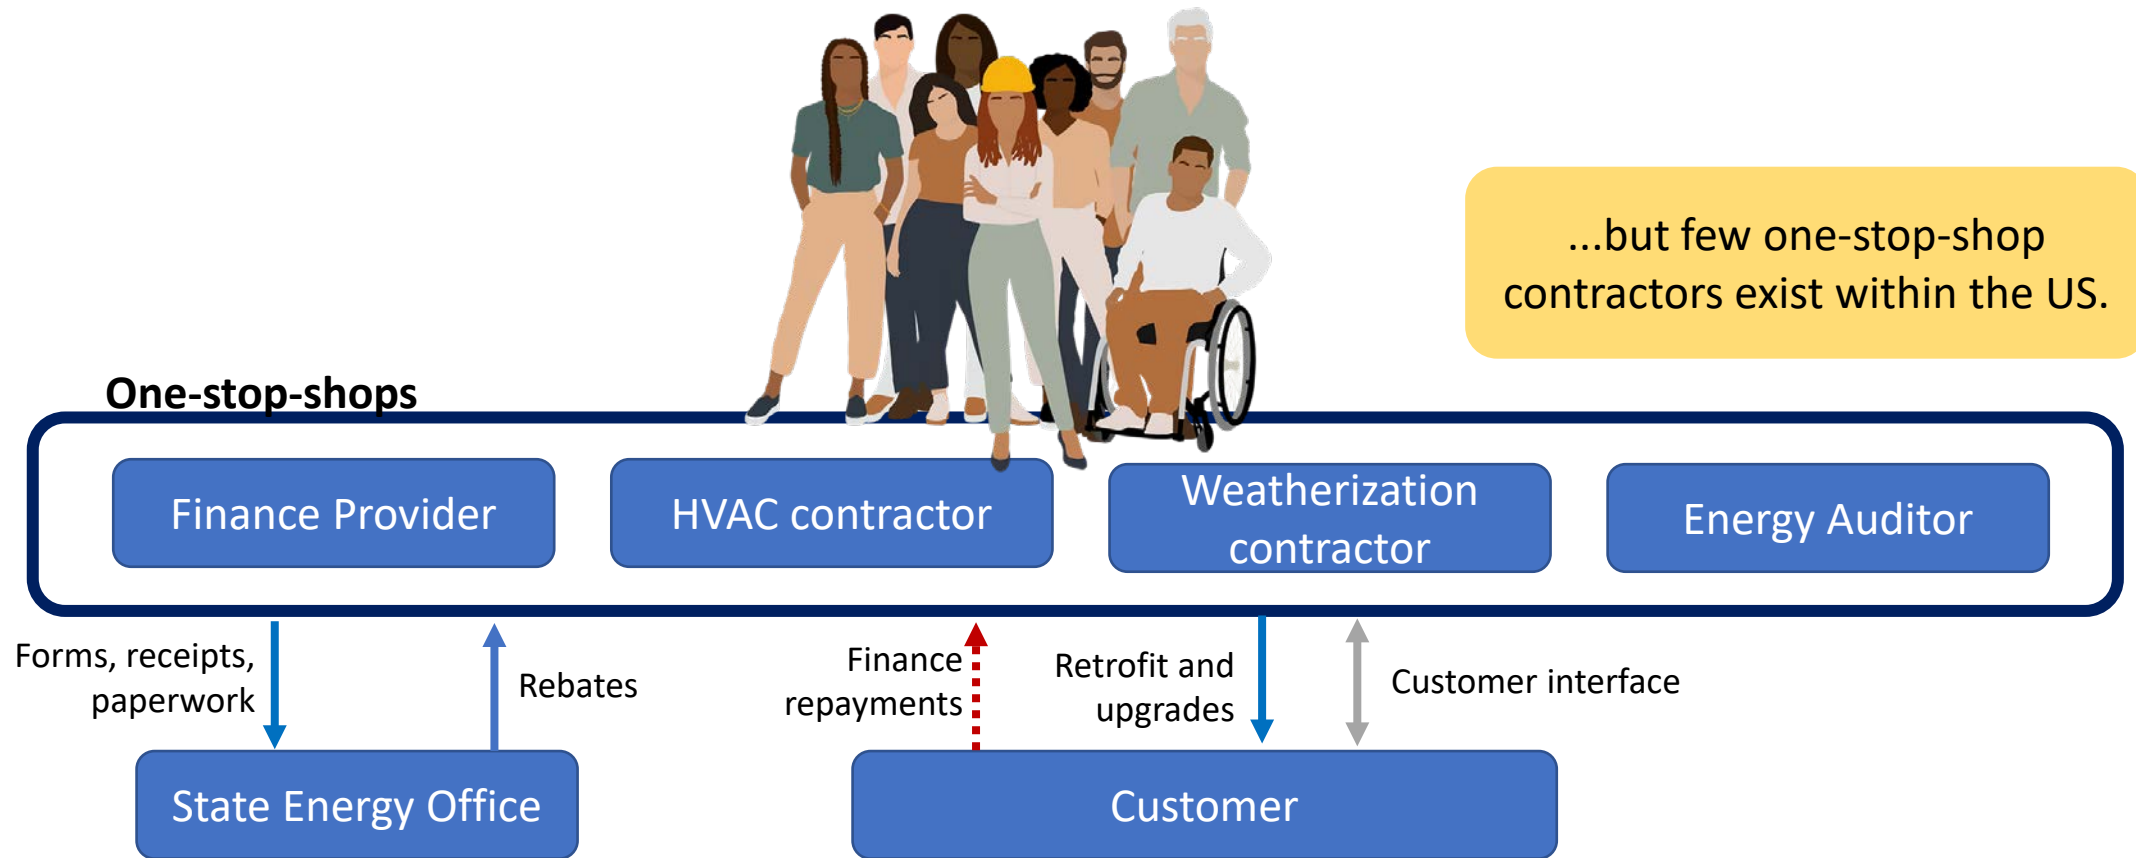 ...but few one-stop-shop
contractors exist within the US.
One-stop-shops
Finance Provider
HVAC contractor
Weatherization
contractor
Energy Auditor
Forms, receipts,
paperwork
Rebates
Finance
repayments
Retrofit and
upgrades
Customer interface
State Energy Office
Customer